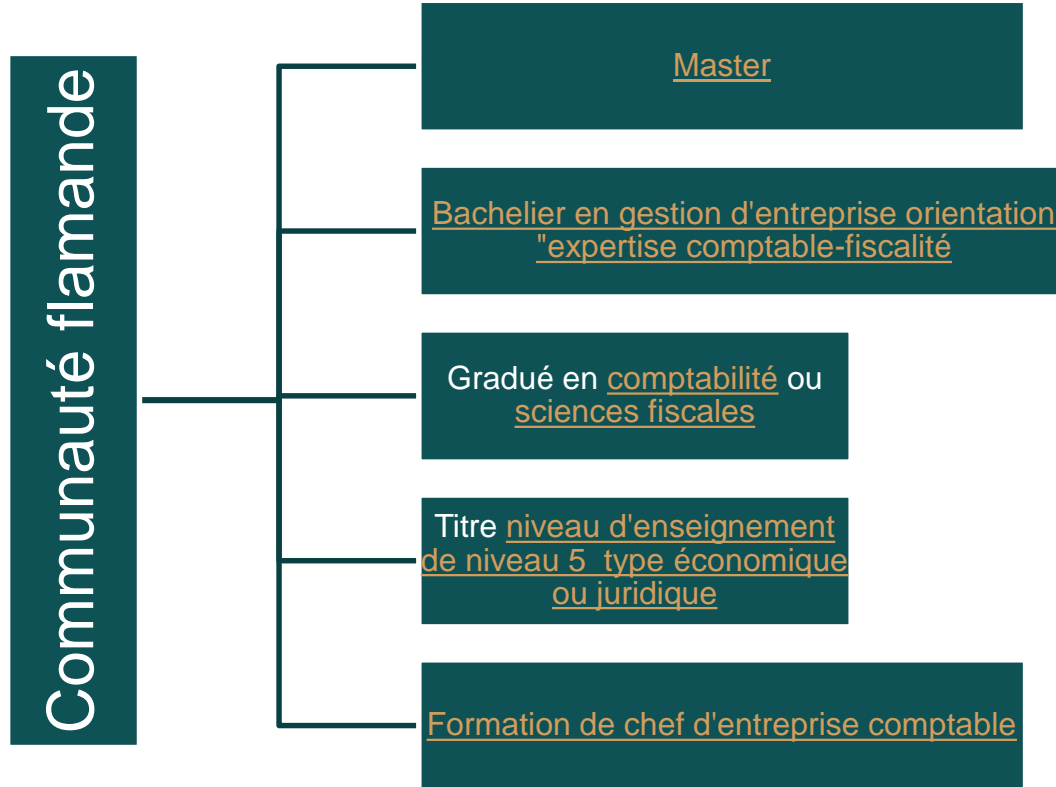 Communauté flamande
Master
Bachelier en gestion d'entreprise orientation
"expertise comptable-fiscalité
Gradué en comptabilité ou
sciences fiscales
Titre niveau d'enseignement
de niveau 5  type économique
ou juridique
Formation de chef d'entreprise comptable